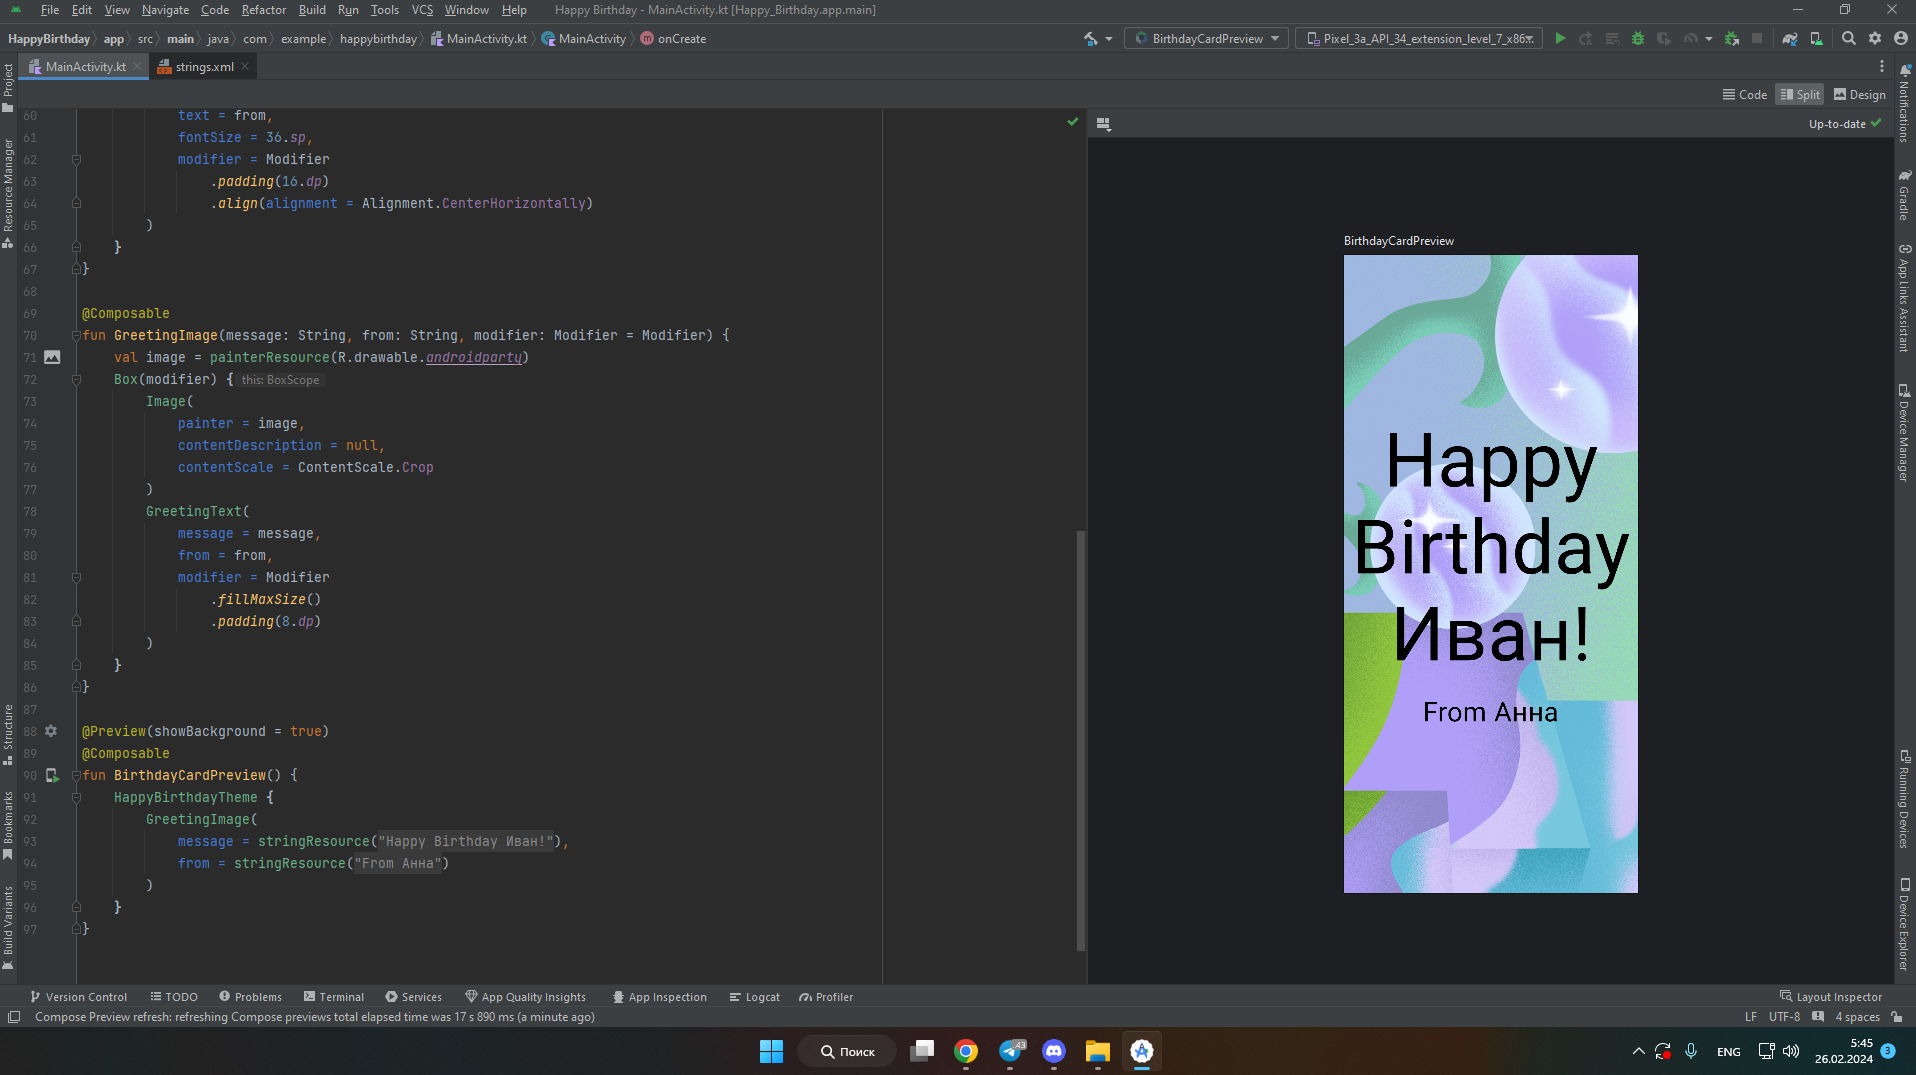 File Edit View Navigate Code Refactor Build Run Tools VCS Window Help Happy Birthday - MainActivity.kt [Happy_Birthday.app.main]
HappyBirthday app src main java com example happybirthday MainActivity.kt MainActivity onCreate BirthdayCardPreview Pixel_3a_API_34_extension_level_7_x86
MainActivity.kt strings.xml
Code Split Design
Up-to-date
Project
Resource Manager
Structure
Bookmarks
Build Variants
60 text = from,
61 fontSize = 36.sp,
62 modifier = Modifier
63 .padding(16.dp)
64 .align(alignment = Alignment.CenterHorizontally)
65 )
66 }
67 }
68
69 @Composable
70 fun GreetingImage(message: String, from: String, modifier: Modifier = Modifier) {
71 val image = painterResource(R.drawable.androidparty)
72 Box(modifier) { this: BoxScope
73 Image(
74 painter = image,
75 contentDescription = null,
76 contentScale = ContentScale.Crop
77 )
78 GreetingText(
79 message = message,
80 from = from,
81 modifier = Modifier
82 .fillMaxSize()
83 .padding(8.dp)
84 )
85 }
86 }
87
88 @Preview(showBackground = true)
89 @Composable
90 fun BirthdayCardPreview() {
91 HappyBirthdayTheme {
92 GreetingImage(
93 message = stringResource("Happy Birthday Иван!"),
94 from = stringResource("From Анна")
95 )
96 }
97 }
BirthdayCardPreview
Happy
Birthday
Иван!
From Анна
Notifications
Gradle
App Links Assistant
Device Manager
Running Devices
Device Explorer
Version Control TODO Problems Terminal Services App Quality Insights App Inspection Logcat Profiler Layout Inspector
Compose Preview refresh: refreshing Compose previews total elapsed time was 17 s 890 ms (a minute ago) LF UTF-8 4 spaces
Поиск 43 ENG 5:45
26.02.2024 3